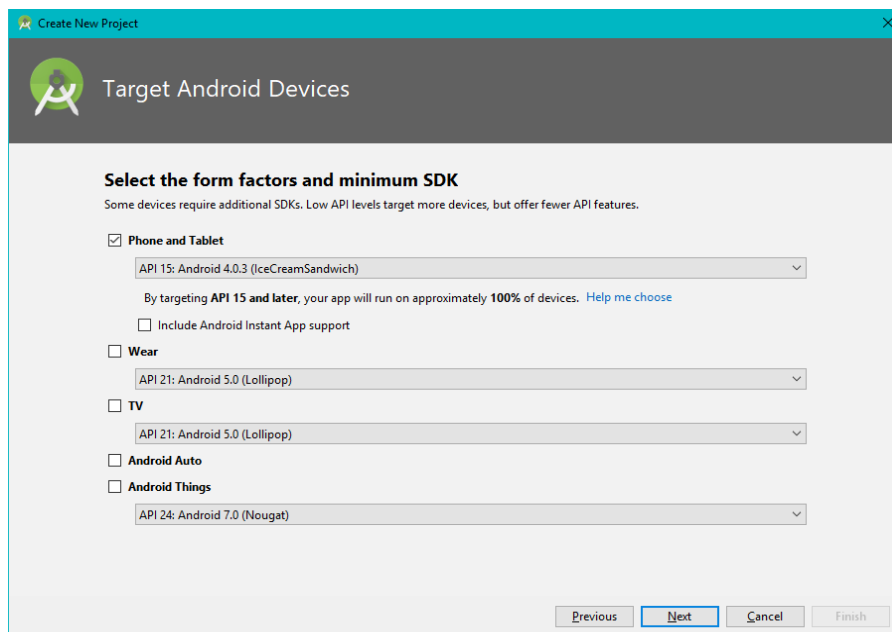 Create New Project
Target Android Devices
Select the form factors and minimum SDK
Some devices require additional SDKs. Low API levels target more devices, but offer fewer API features.
Phone and Tablet
API 15: Android 4.0.3 (IceCreamSandwich)
By targeting API 15 and later, your app will run on approximately 100% of devices. Help me choose
Include Android Instant App support
Wear
API 21: Android 5.0 (Lollipop)
TV
API 21: Android 5.0 (Lollipop)
Android Auto
Android Things
API 24: Android 7.0 (Nougat)
Previous Next Cancel Finish